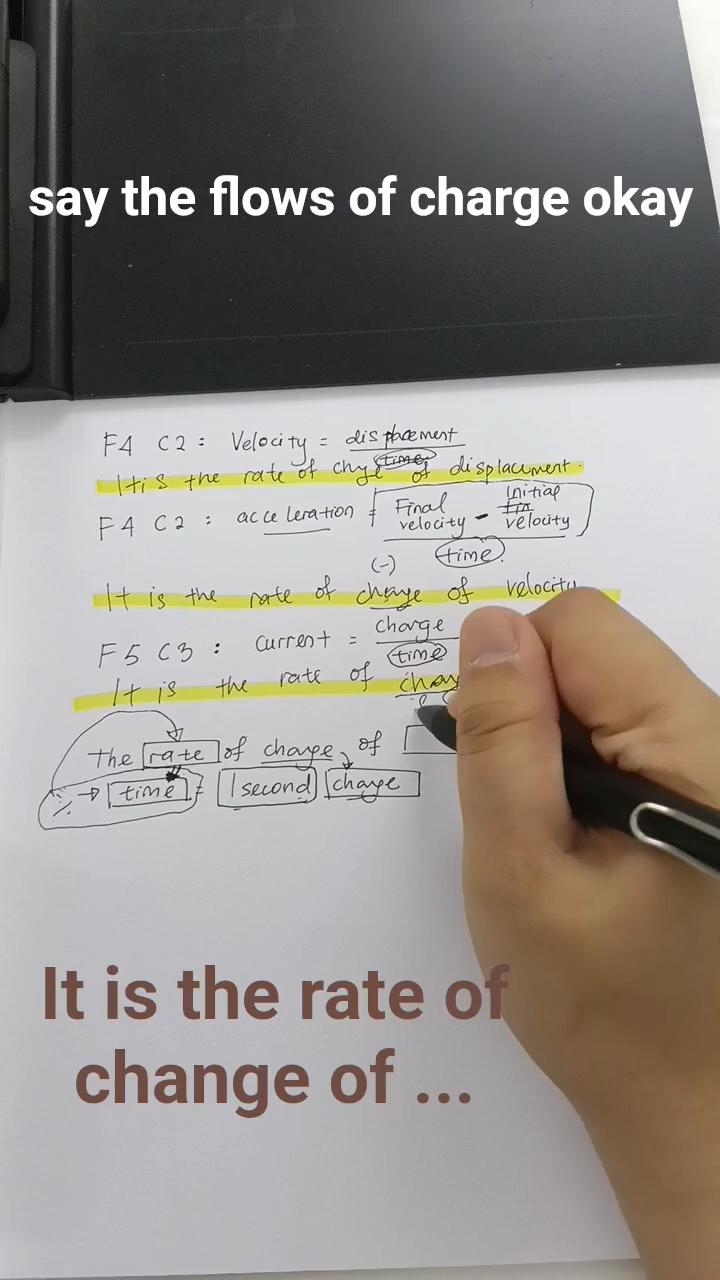 say the flows of charge okay
F4 C2 : Velocity = displacement
time
It is the rate of chnge of displacement.
F4 C2 : acceleration = Final velocity - Initial velocity
time
(-)
It is the rate of change of velocity
F5 C3 : current = charge
time
It is the rate of
The rate of change of
% → time = 1 second change
It is the rate of
change of ...